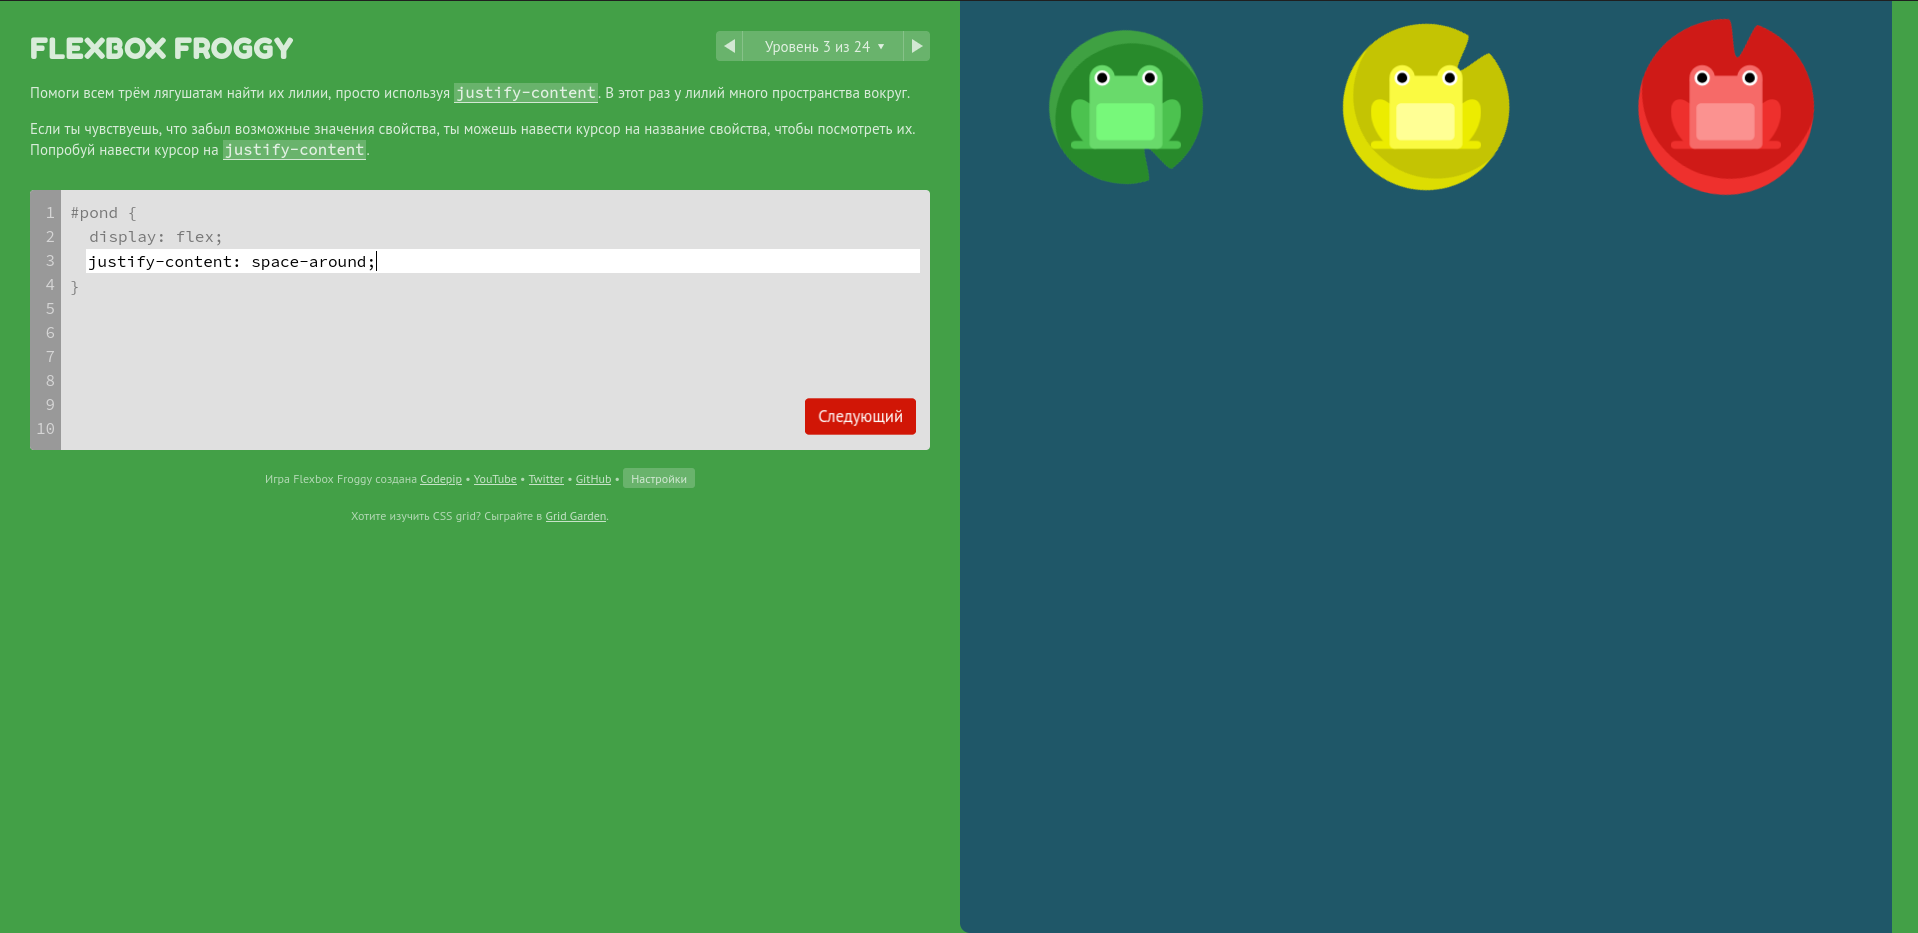 FLEXBOX FROGGY
Уровень 3 из 24 ▾
Помоги всем трём лягушатам найти их лилии, просто используя justify-content. В этот раз у лилий много пространства вокруг.
Если ты чувствуешь, что забыл возможные значения свойства, ты можешь навести курсор на название свойства, чтобы посмотреть их.
Попробуй навести курсор на justify-content.
1 #pond {
2 display: flex;
3 justify-content: space-around;
4 }
5
6
7
8
9
10
Следующий
Игра Flexbox Froggy создана Codepip • YouTube • Twitter • GitHub • Настройки
Хотите изучить CSS grid? Сыграйте в Grid Garden.